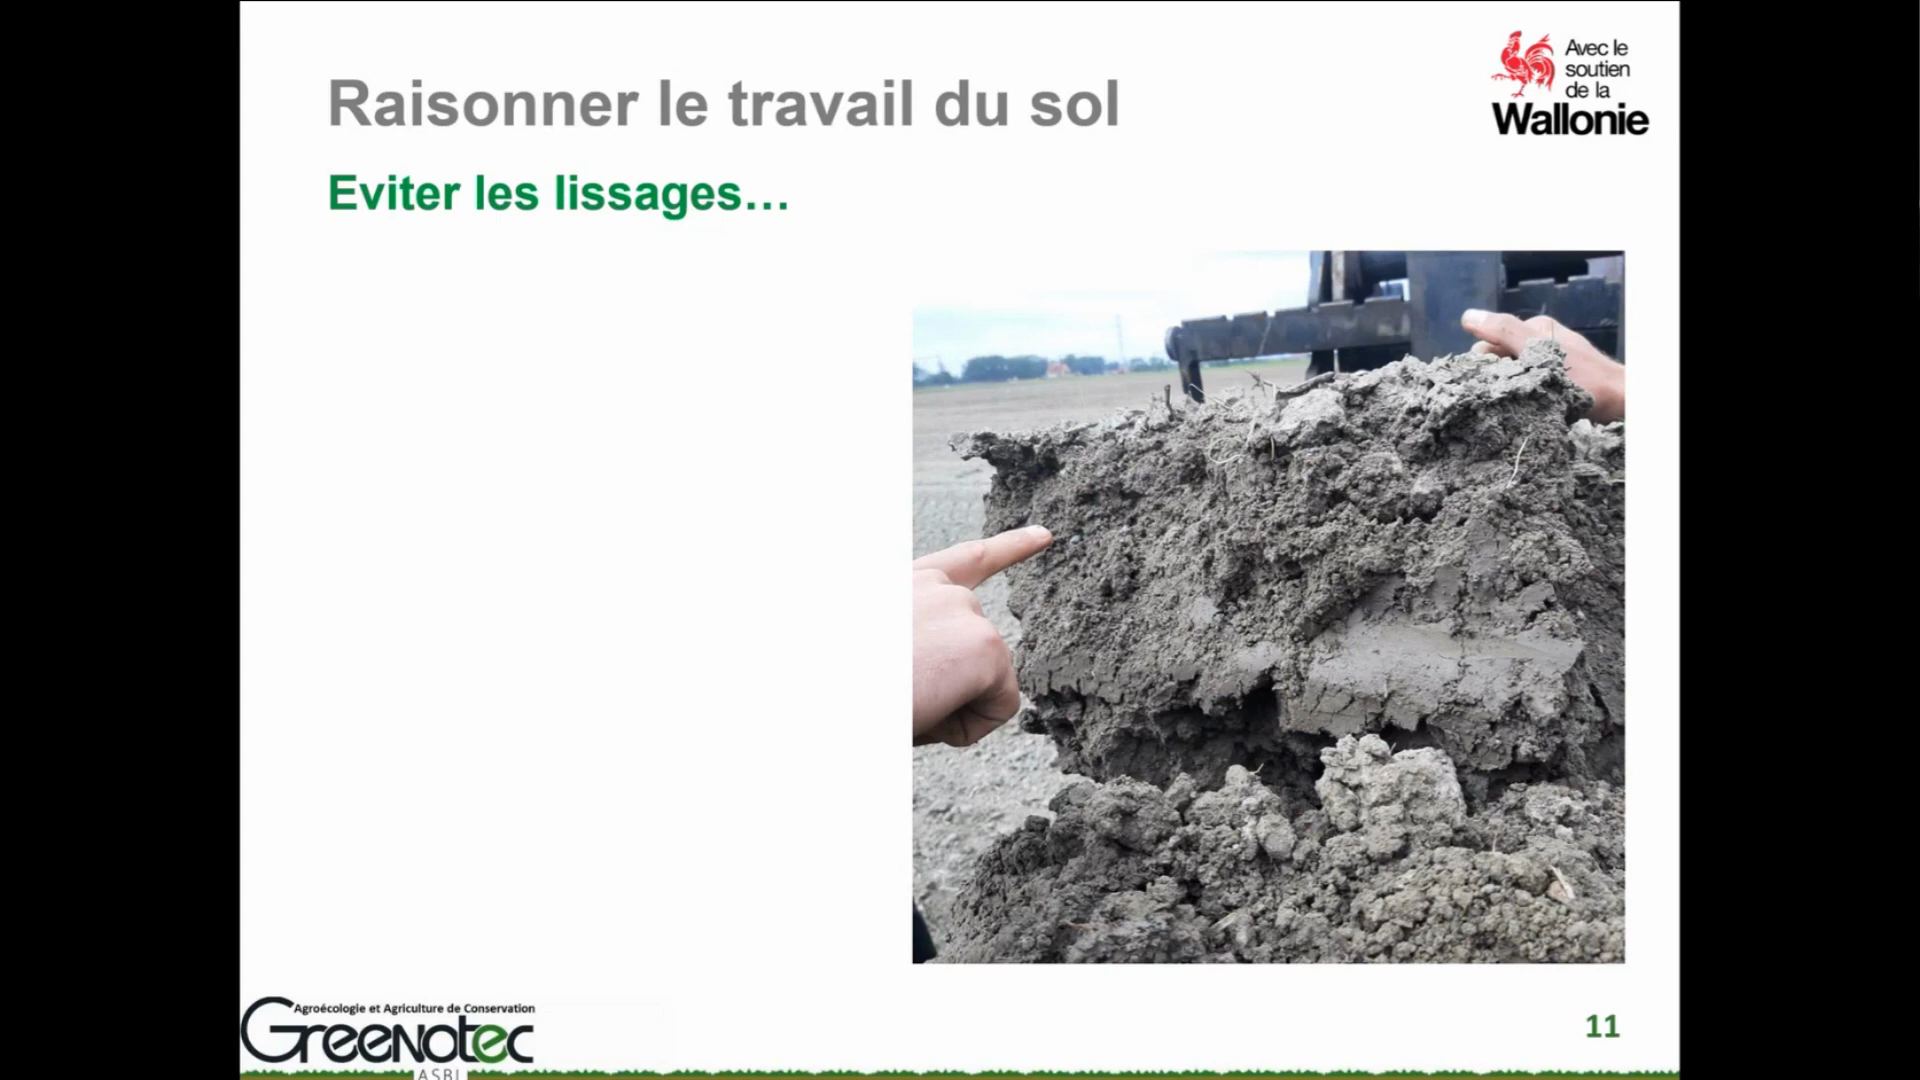 Raisonner le travail du sol
Eviter les lissages...
Avec le
soutien
de la
Wallonie
Agroécologie et Agriculture de Conservation
Greenotec
ASBL
11